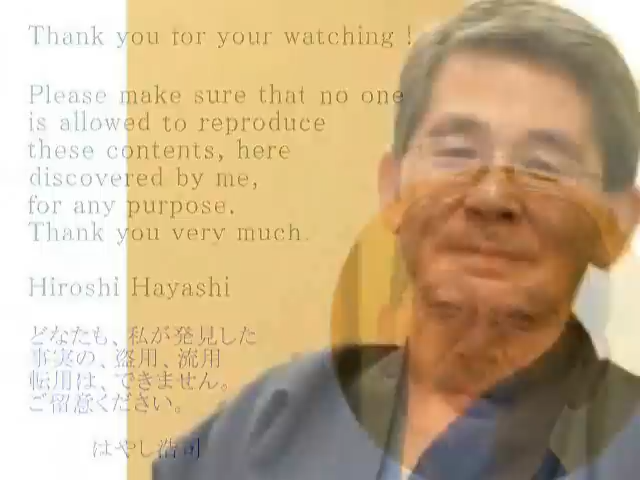 Thank you for your watching !
Please make sure that no one
is allowed to reproduce
these contents, here
discovered by me,
for any purpose.
Thank you very much.
Hiroshi Hayashi
どなたも、私が発見した
事実の、盗用、流用
転用は、できません。
ご留意ください。
はやし浩司